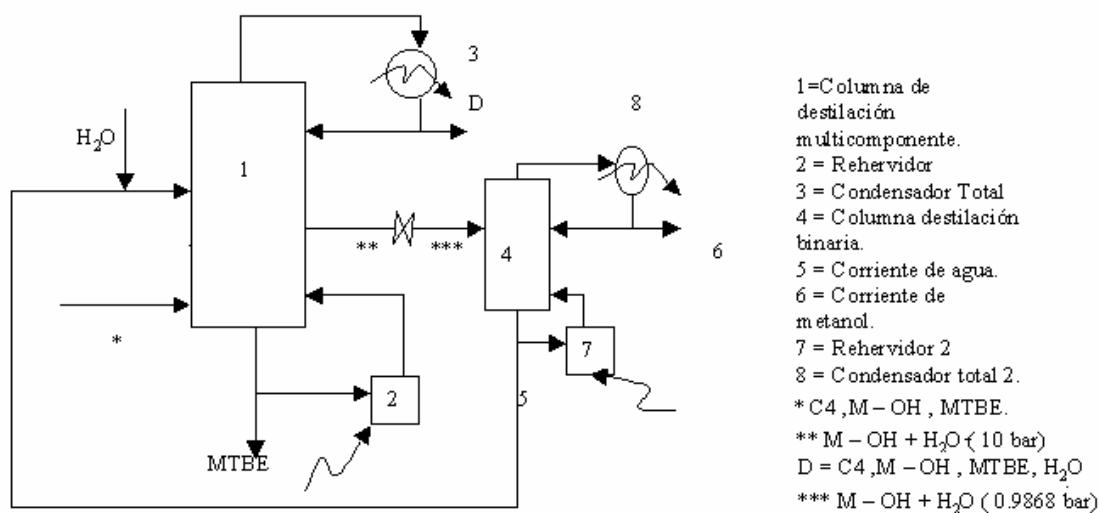 3
D
8
H₂O
1
**
***
4
6
*
2
7
5
MTBE
1=Columna de
destilación
multicomponente.
2 = Rehervidor
3 = Condensador Total
4 = Columna destilación
binaria.
5 = Corriente de agua.
6 = Corriente de
metanol.
7 = Rehervidor 2
8 = Condensador total 2.
* C4 ,M – OH , MTBE.
** M – OH + H₂O ( 10 bar)
D = C4 ,M – OH , MTBE, H₂O
*** M – OH + H₂O ( 0.9868 bar)